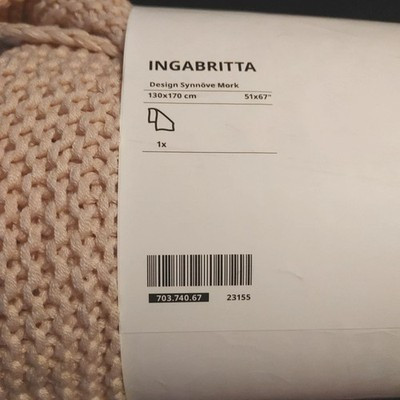 INGABRITTA
Design Synnöve Mork
130x170 cm 51x67"
1x
703.740.67 23155